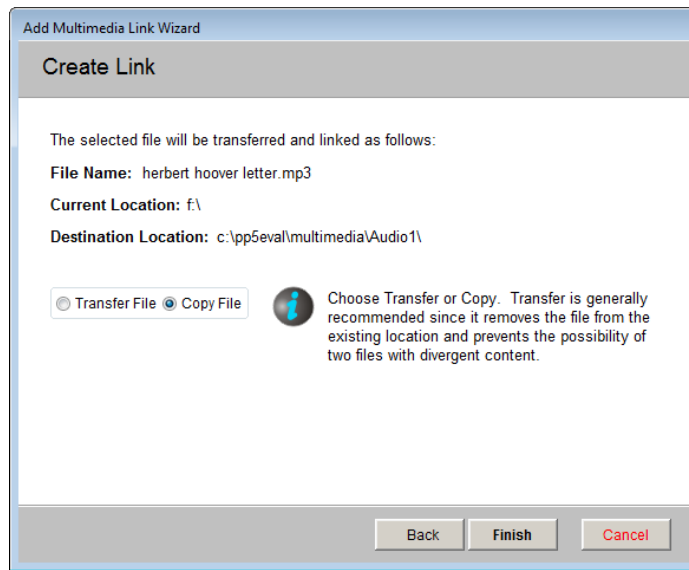 Add Multimedia Link Wizard
Create Link
The selected file will be transferred and linked as follows:
File Name: herbert hoover letter.mp3
Current Location: f:\
Destination Location: c:\pp5eval\multimedia\Audio1\
Transfer File Copy File
Choose Transfer or Copy. Transfer is generally
recommended since it removes the file from the
existing location and prevents the possibility of
two files with divergent content.
Back Finish Cancel